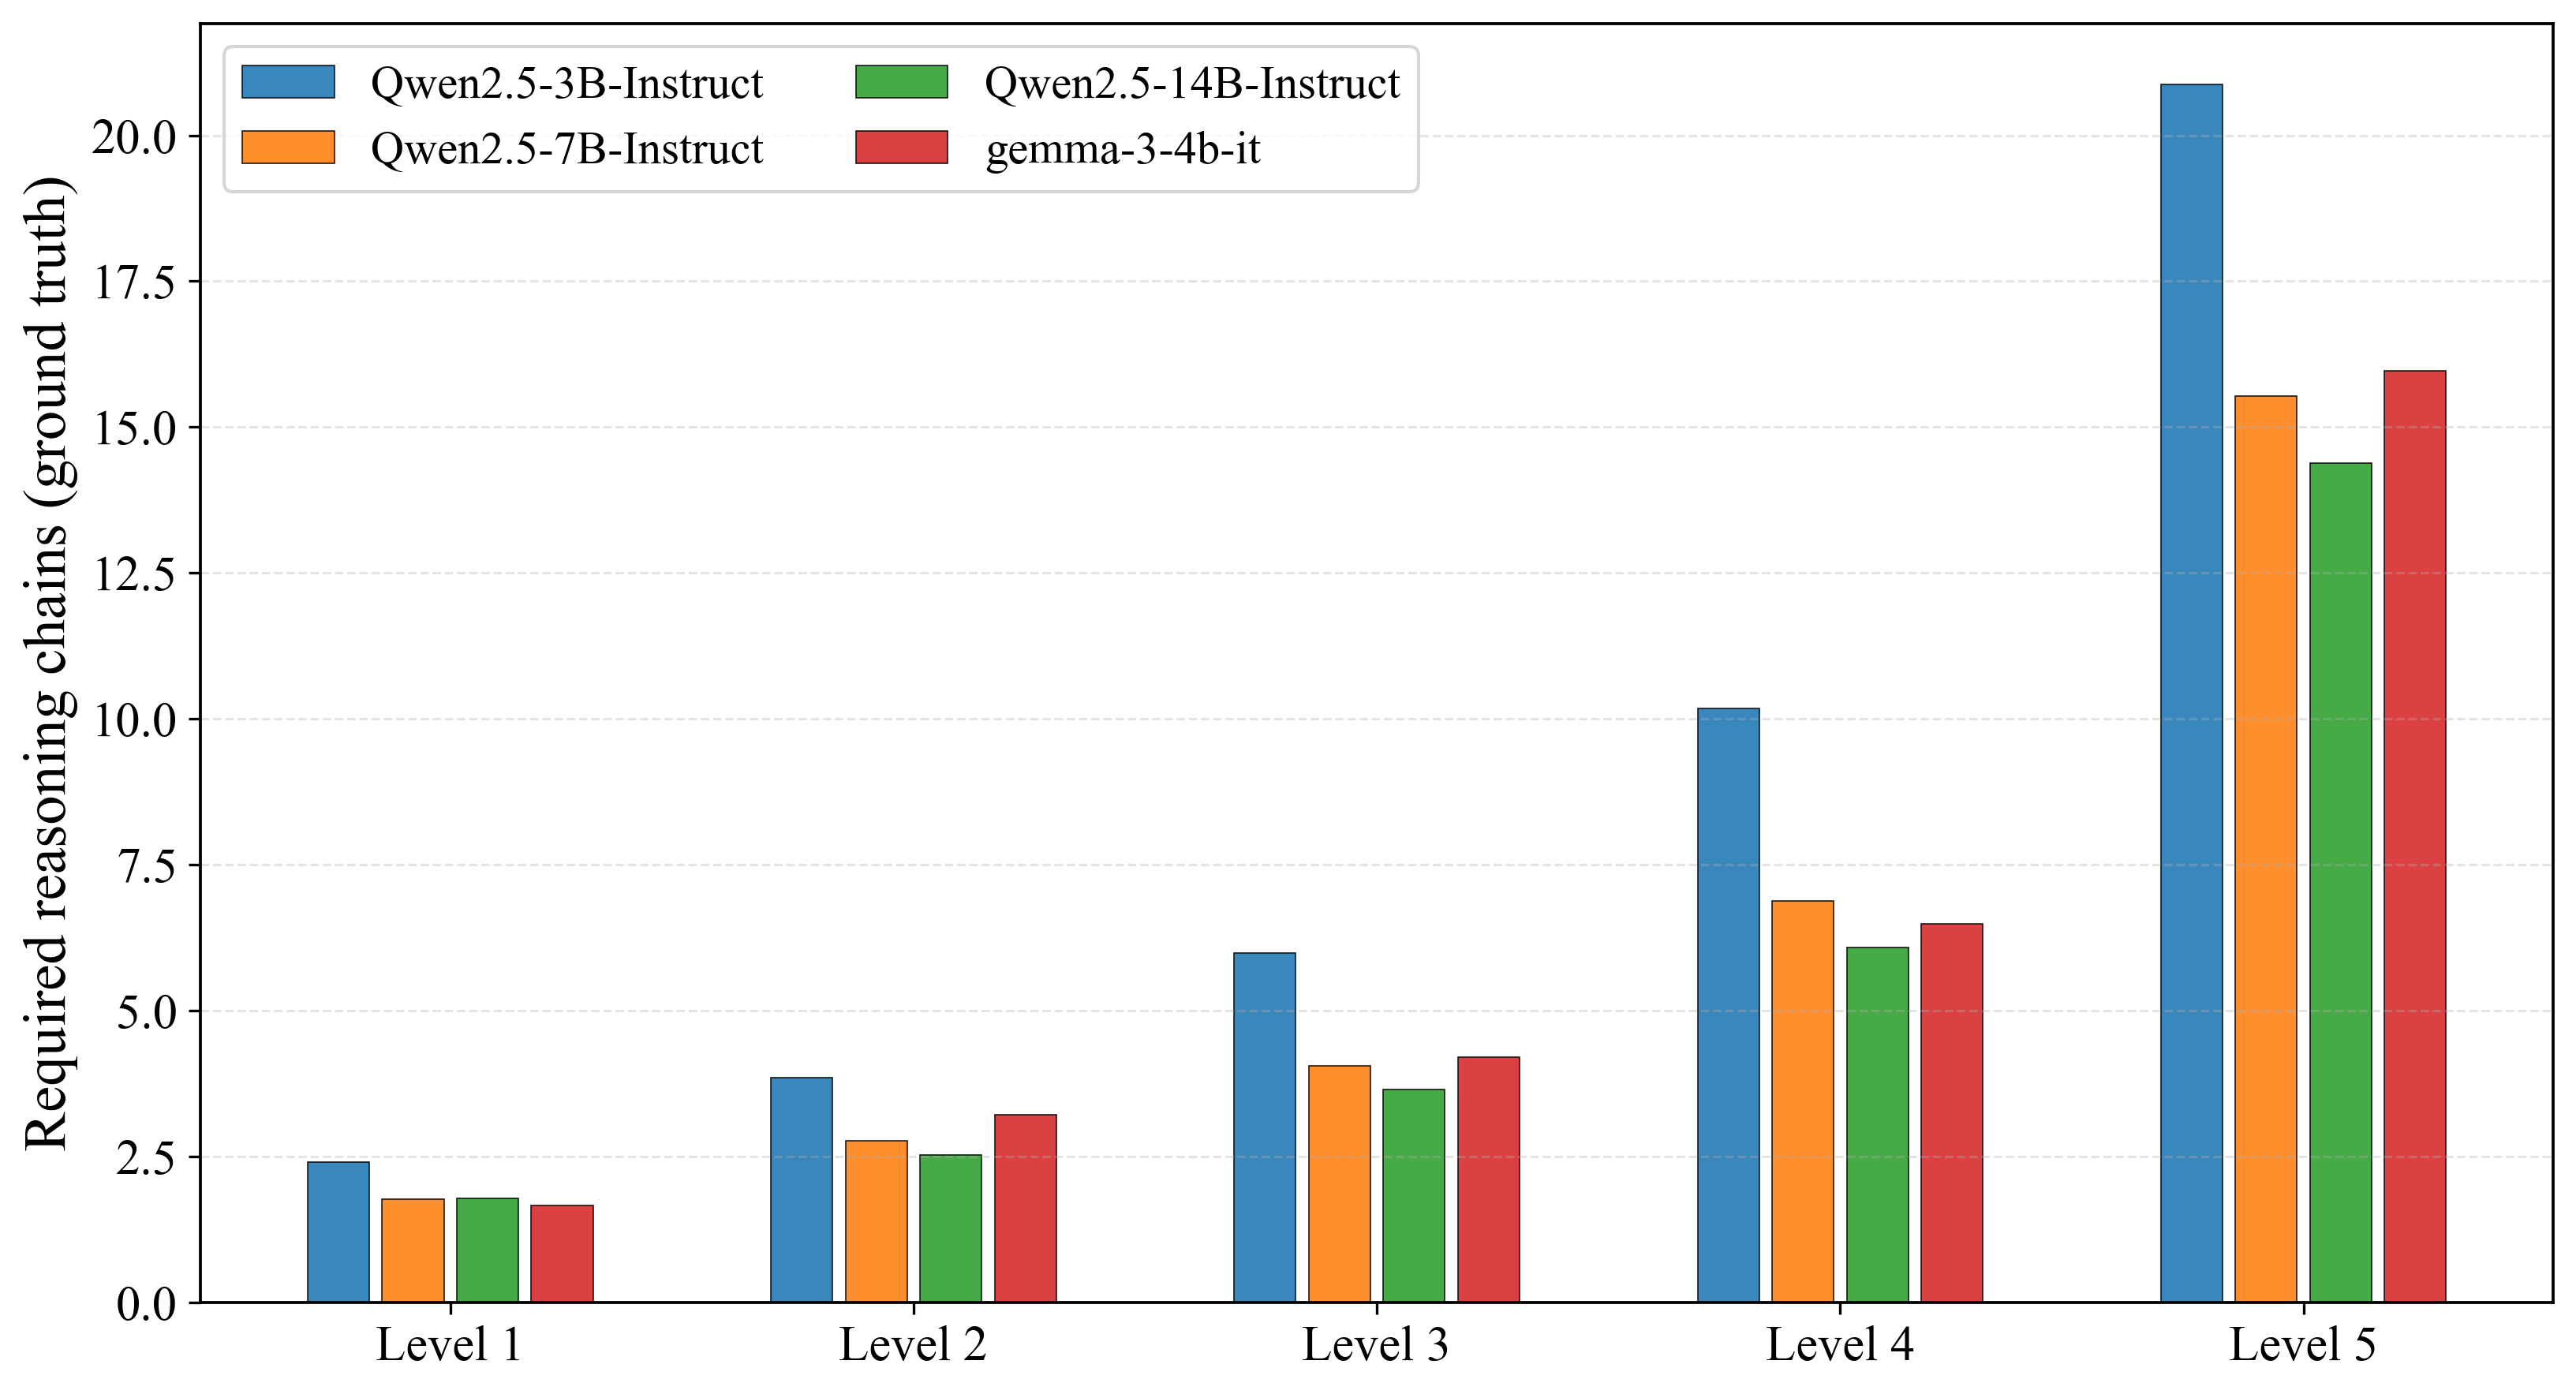 Required reasoning chains (ground truth)
20.0
17.5
15.0
12.5
10.0
7.5
5.0
2.5
0.0
Qwen2.5-3B-Instruct
Qwen2.5-7B-Instruct
Qwen2.5-14B-Instruct
gemma-3-4b-it
Level 1
Level 2
Level 3
Level 4
Level 5